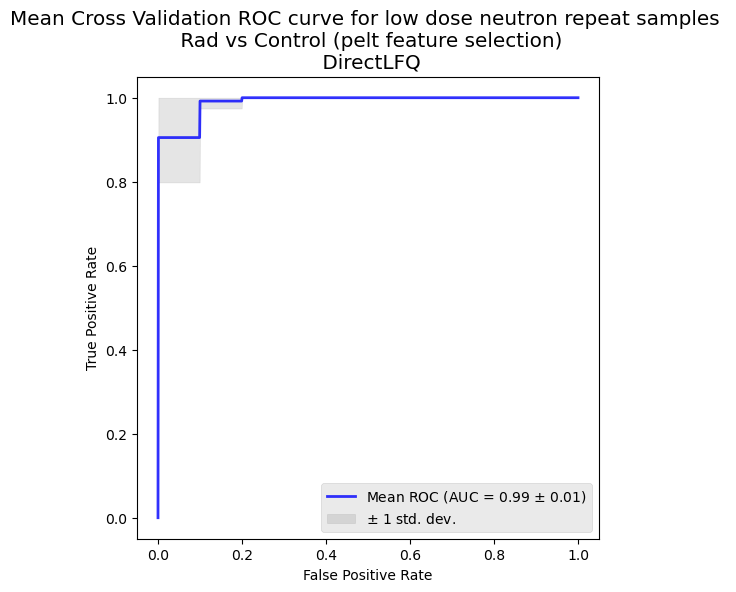 Mean Cross Validation ROC curve for low dose neutron repeat samples
Rad vs Control (pelt feature selection)
DirectLFQ
1.0
0.8
0.6
0.4
0.2
0.0
True Positive Rate
Mean ROC (AUC = 0.99 ± 0.01)
± 1 std. dev.
0.0 0.2 0.4 0.6 0.8 1.0
False Positive Rate